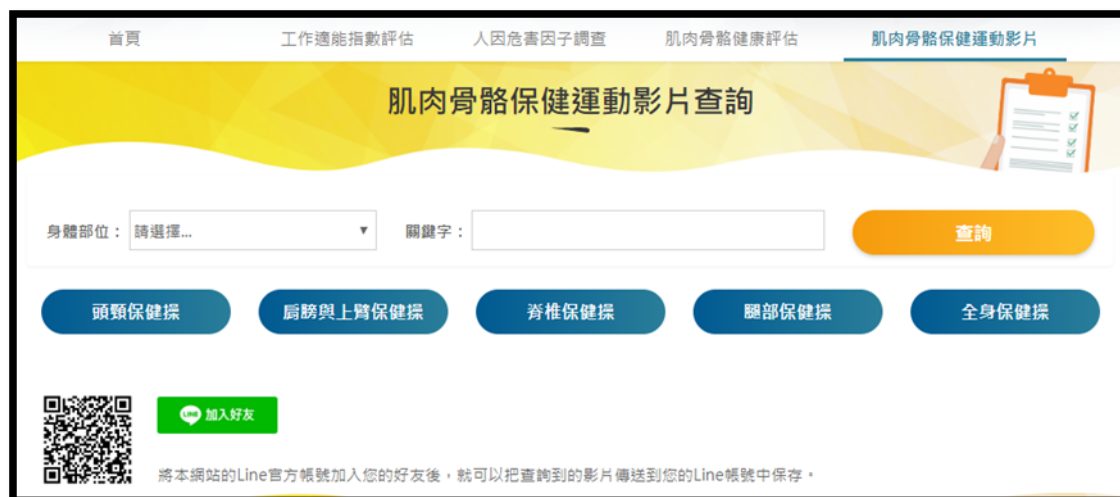 首頁 工作適能指數評估 人因危害因子調查 肌肉骨骼健康評估 肌肉骨骼保健運動影片
肌肉骨骼保健運動影片查詢
身體部位： 請選擇... 關鍵字： 查詢
頭頸保健操 肩膀與上臂保健操 脊椎保健操 腿部保健操 全身保健操
LINE 加入好友
將本網站的Line官方帳號加入您的好友後，就可以把查詢到的影片傳送到您的Line帳號中保存。